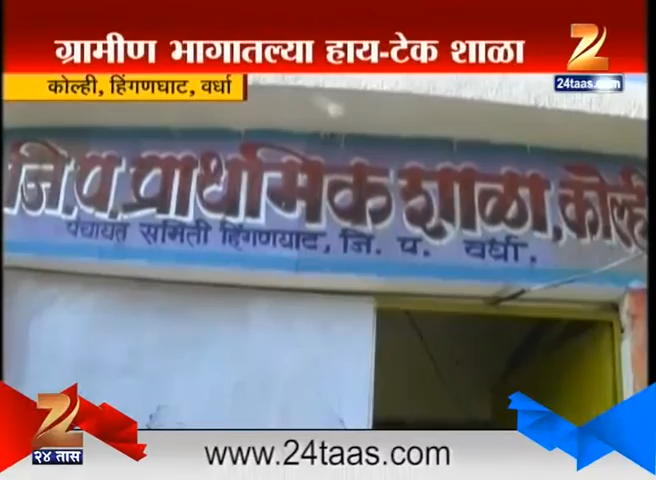 ग्रामीण भागातल्या हाय-टेक शाळा
24taas.com
कोल्ही, हिंगणघाट, वर्धा
जि.प प्राथमिक शाळा, कोल्ही
पंचायत समिती हिंगणघाट, जि. प. वर्धा.
२४ तास
www.24taas.com